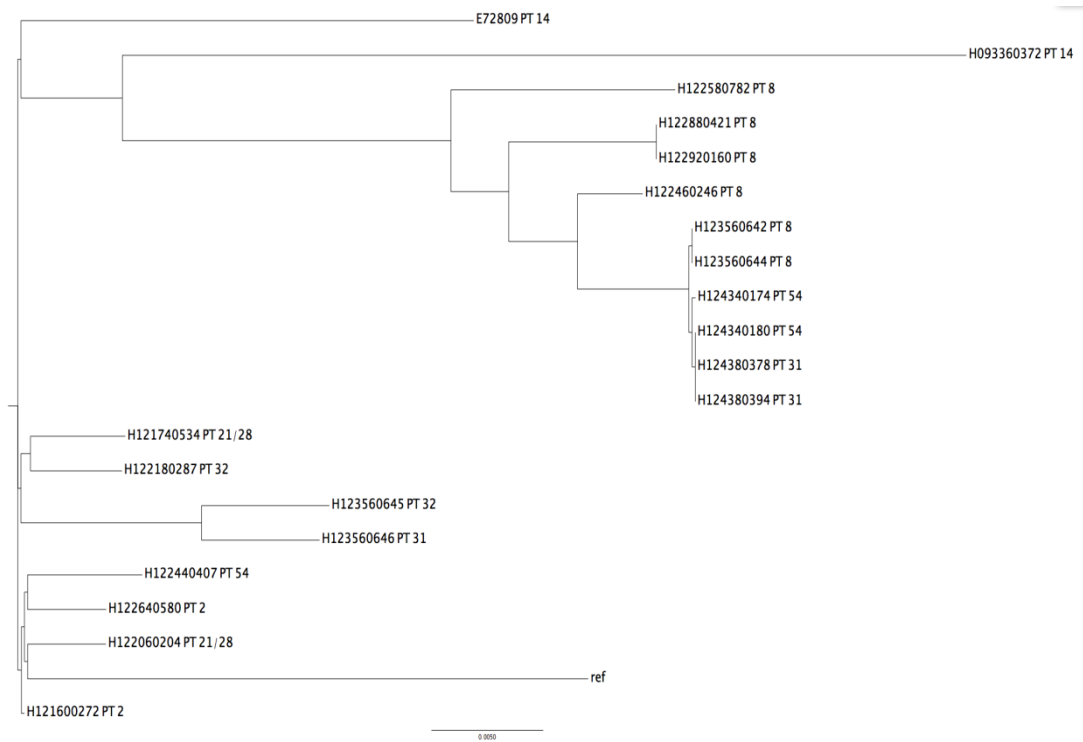 E72809 PT 14
H093360372 PT 14
H122580782 PT 8
H122880421 PT 8
H122920160 PT 8
H122460246 PT 8
H123560642 PT 8
H123560644 PT 8
H124340174 PT 54
H124340180 PT 54
H124380378 PT 31
H124380394 PT 31
H121740534 PT 21/28
H122180287 PT 32
H123560645 PT 32
H123560646 PT 31
H122440407 PT 54
H122640580 PT 2
H122060204 PT 21/28
ref
H121600272 PT 2
0.0050